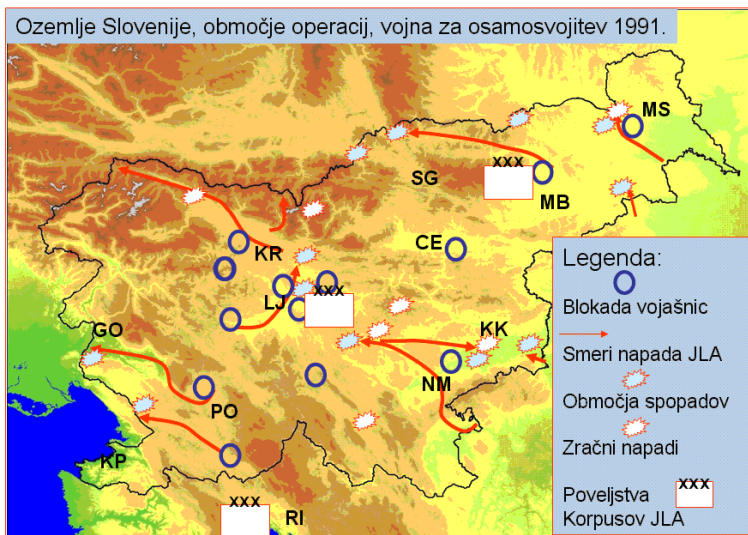 Ozemlje Slovenije, območje operacij, vojna za osamosvojitev 1991.
MS
XXX
SG
MB
CE
KR
LJ
XXX
GO
KK
NM
PO
KP
XXX
RI
Legenda:
Blokada vojašnic
Smeri napada JLA
Območja spopadov
Zračni napadi
XXX
Poveljstva
Korpusov JLA